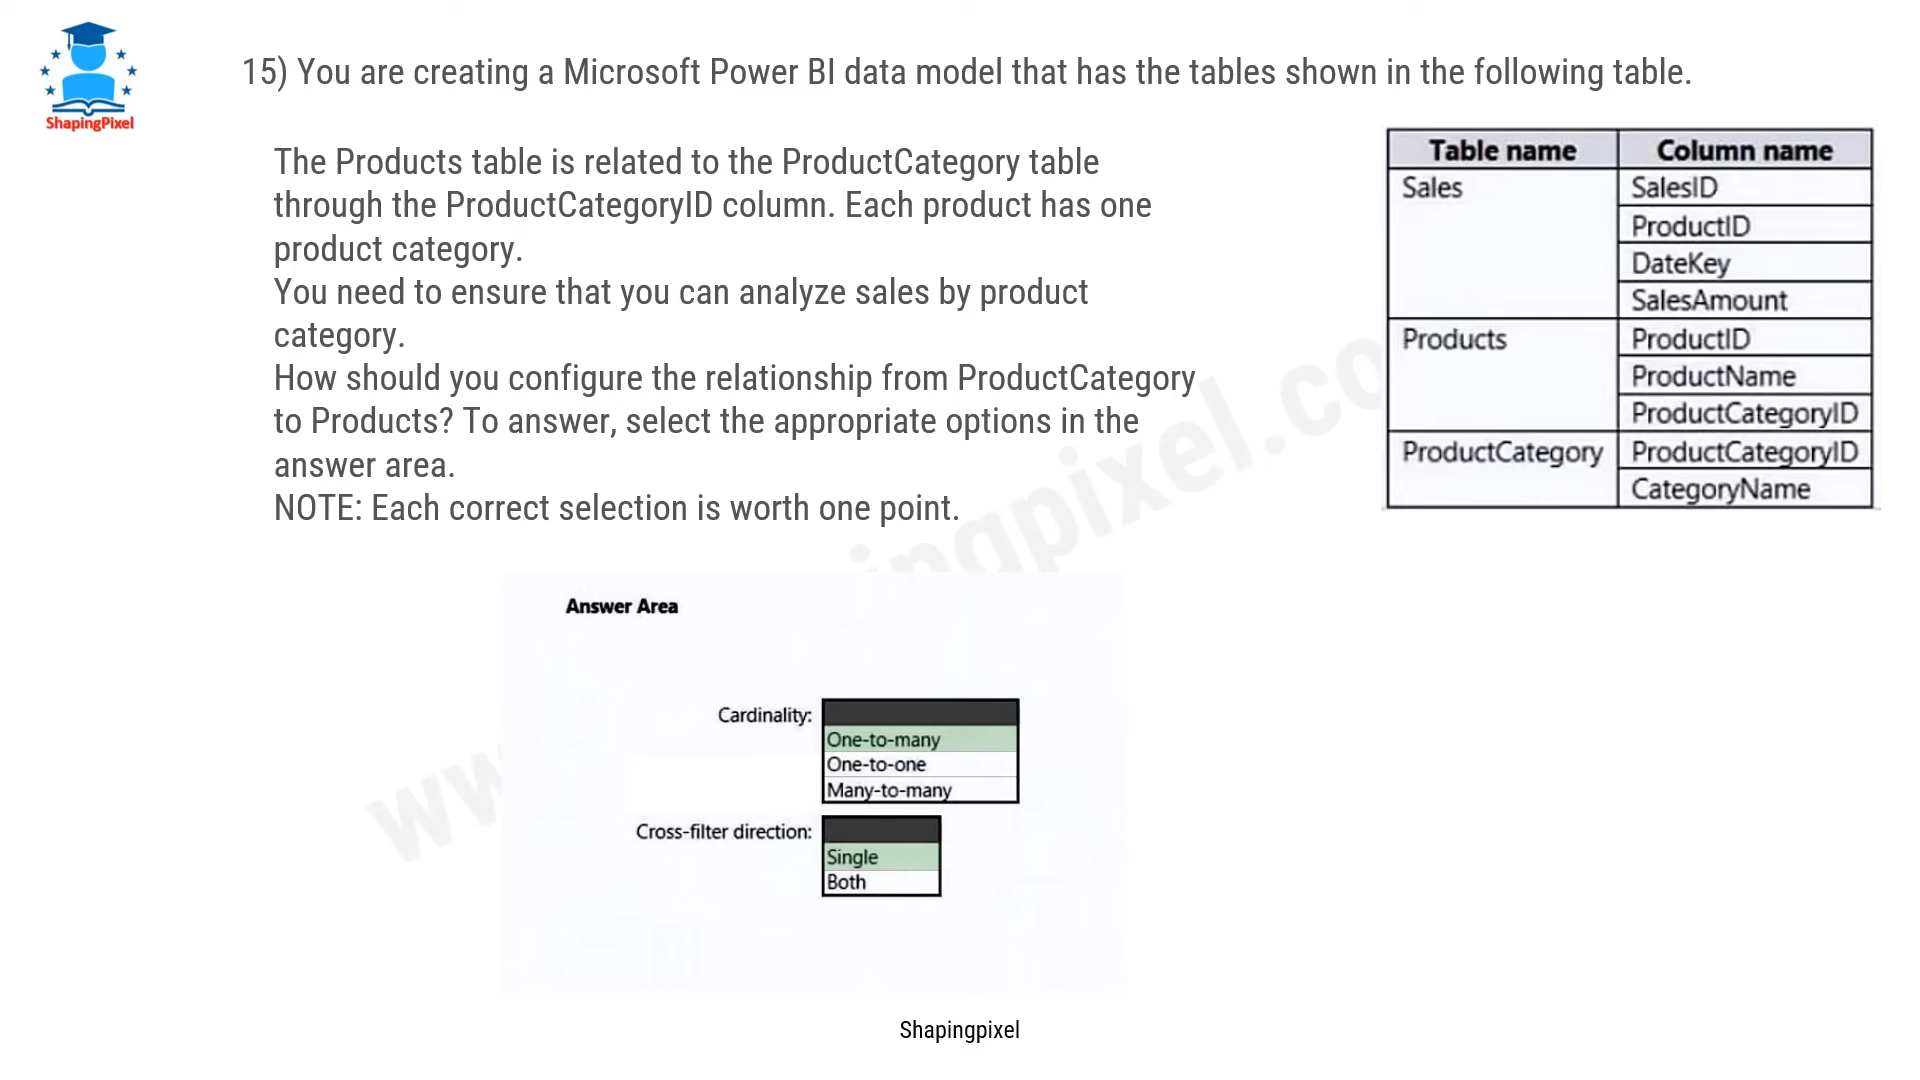 ShapingPixel
15) You are creating a Microsoft Power BI data model that has the tables shown in the following table.
The Products table is related to the ProductCategory table
through the ProductCategoryID column. Each product has one
product category.
You need to ensure that you can analyze sales by product
category.
How should you configure the relationship from ProductCategory
to Products? To answer, select the appropriate options in the
answer area.
NOTE: Each correct selection is worth one point.
Table name Column name
Sales SalesID
ProductID
DateKey
SalesAmount
Products ProductID
ProductName
ProductCategoryID
ProductCategory ProductCategoryID
CategoryName
Answer Area
Cardinality:
One-to-many
One-to-one
Many-to-many
Cross-filter direction:
Single
Both
Shapingpixel